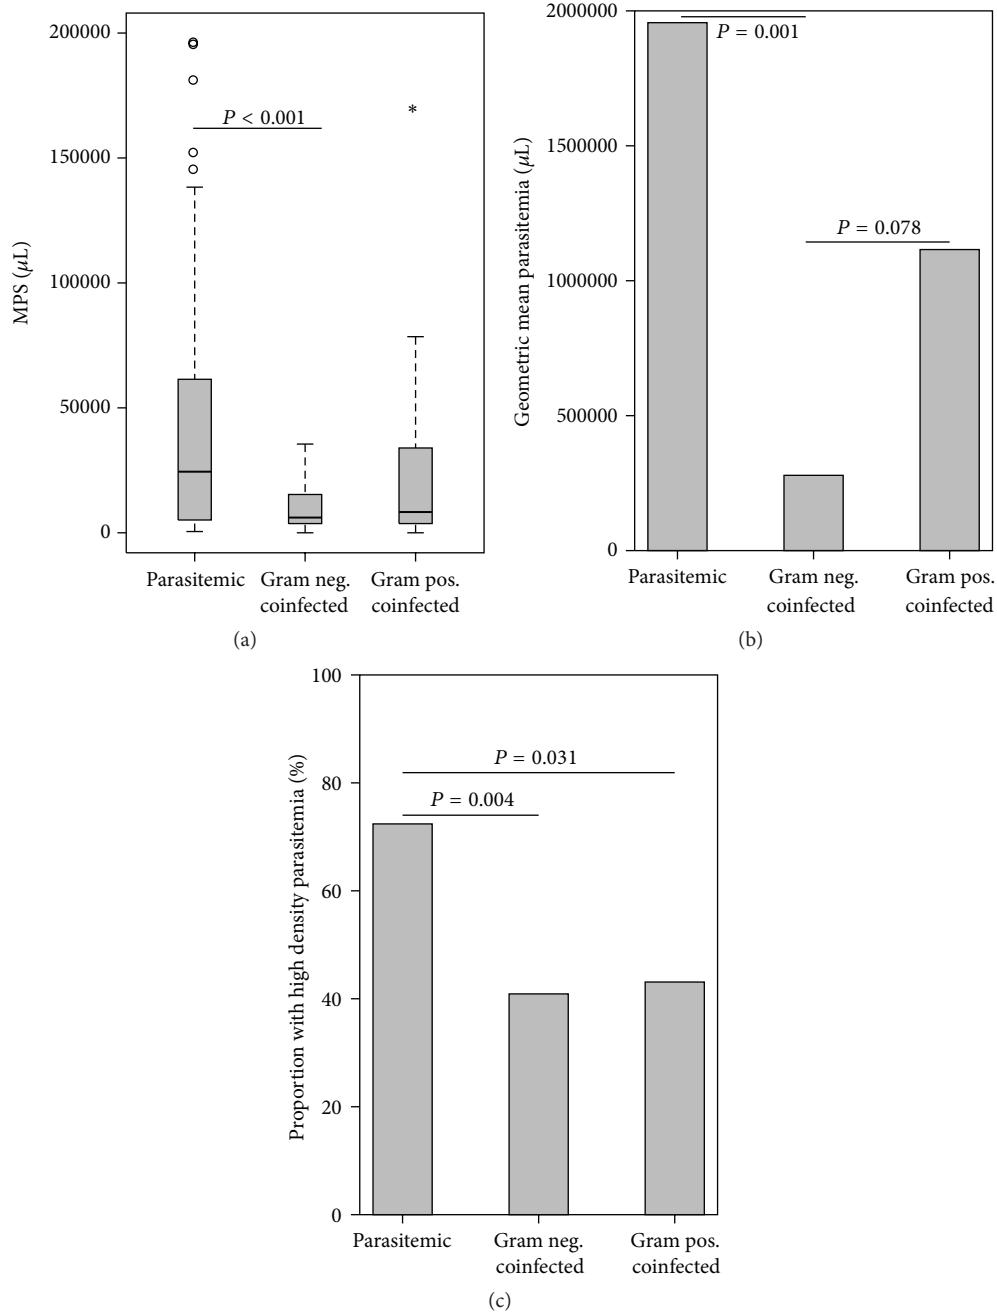 MPS (μL)
200000
150000
100000
50000
0
P < 0.001
*
Parasitemic
Gram neg.
coinfected
Gram pos.
coinfected
(a)
Geometric mean parasitemia (μL)
2000000
1500000
1000000
500000
0
P = 0.001
P = 0.078
Parasitemic
Gram neg.
coinfected
Gram pos.
coinfected
(b)
Proportion with high density parasitemia (%)
100
80
60
40
20
0
P = 0.031
P = 0.004
Parasitemic
Gram neg.
coinfected
Gram pos.
coinfected
(c)